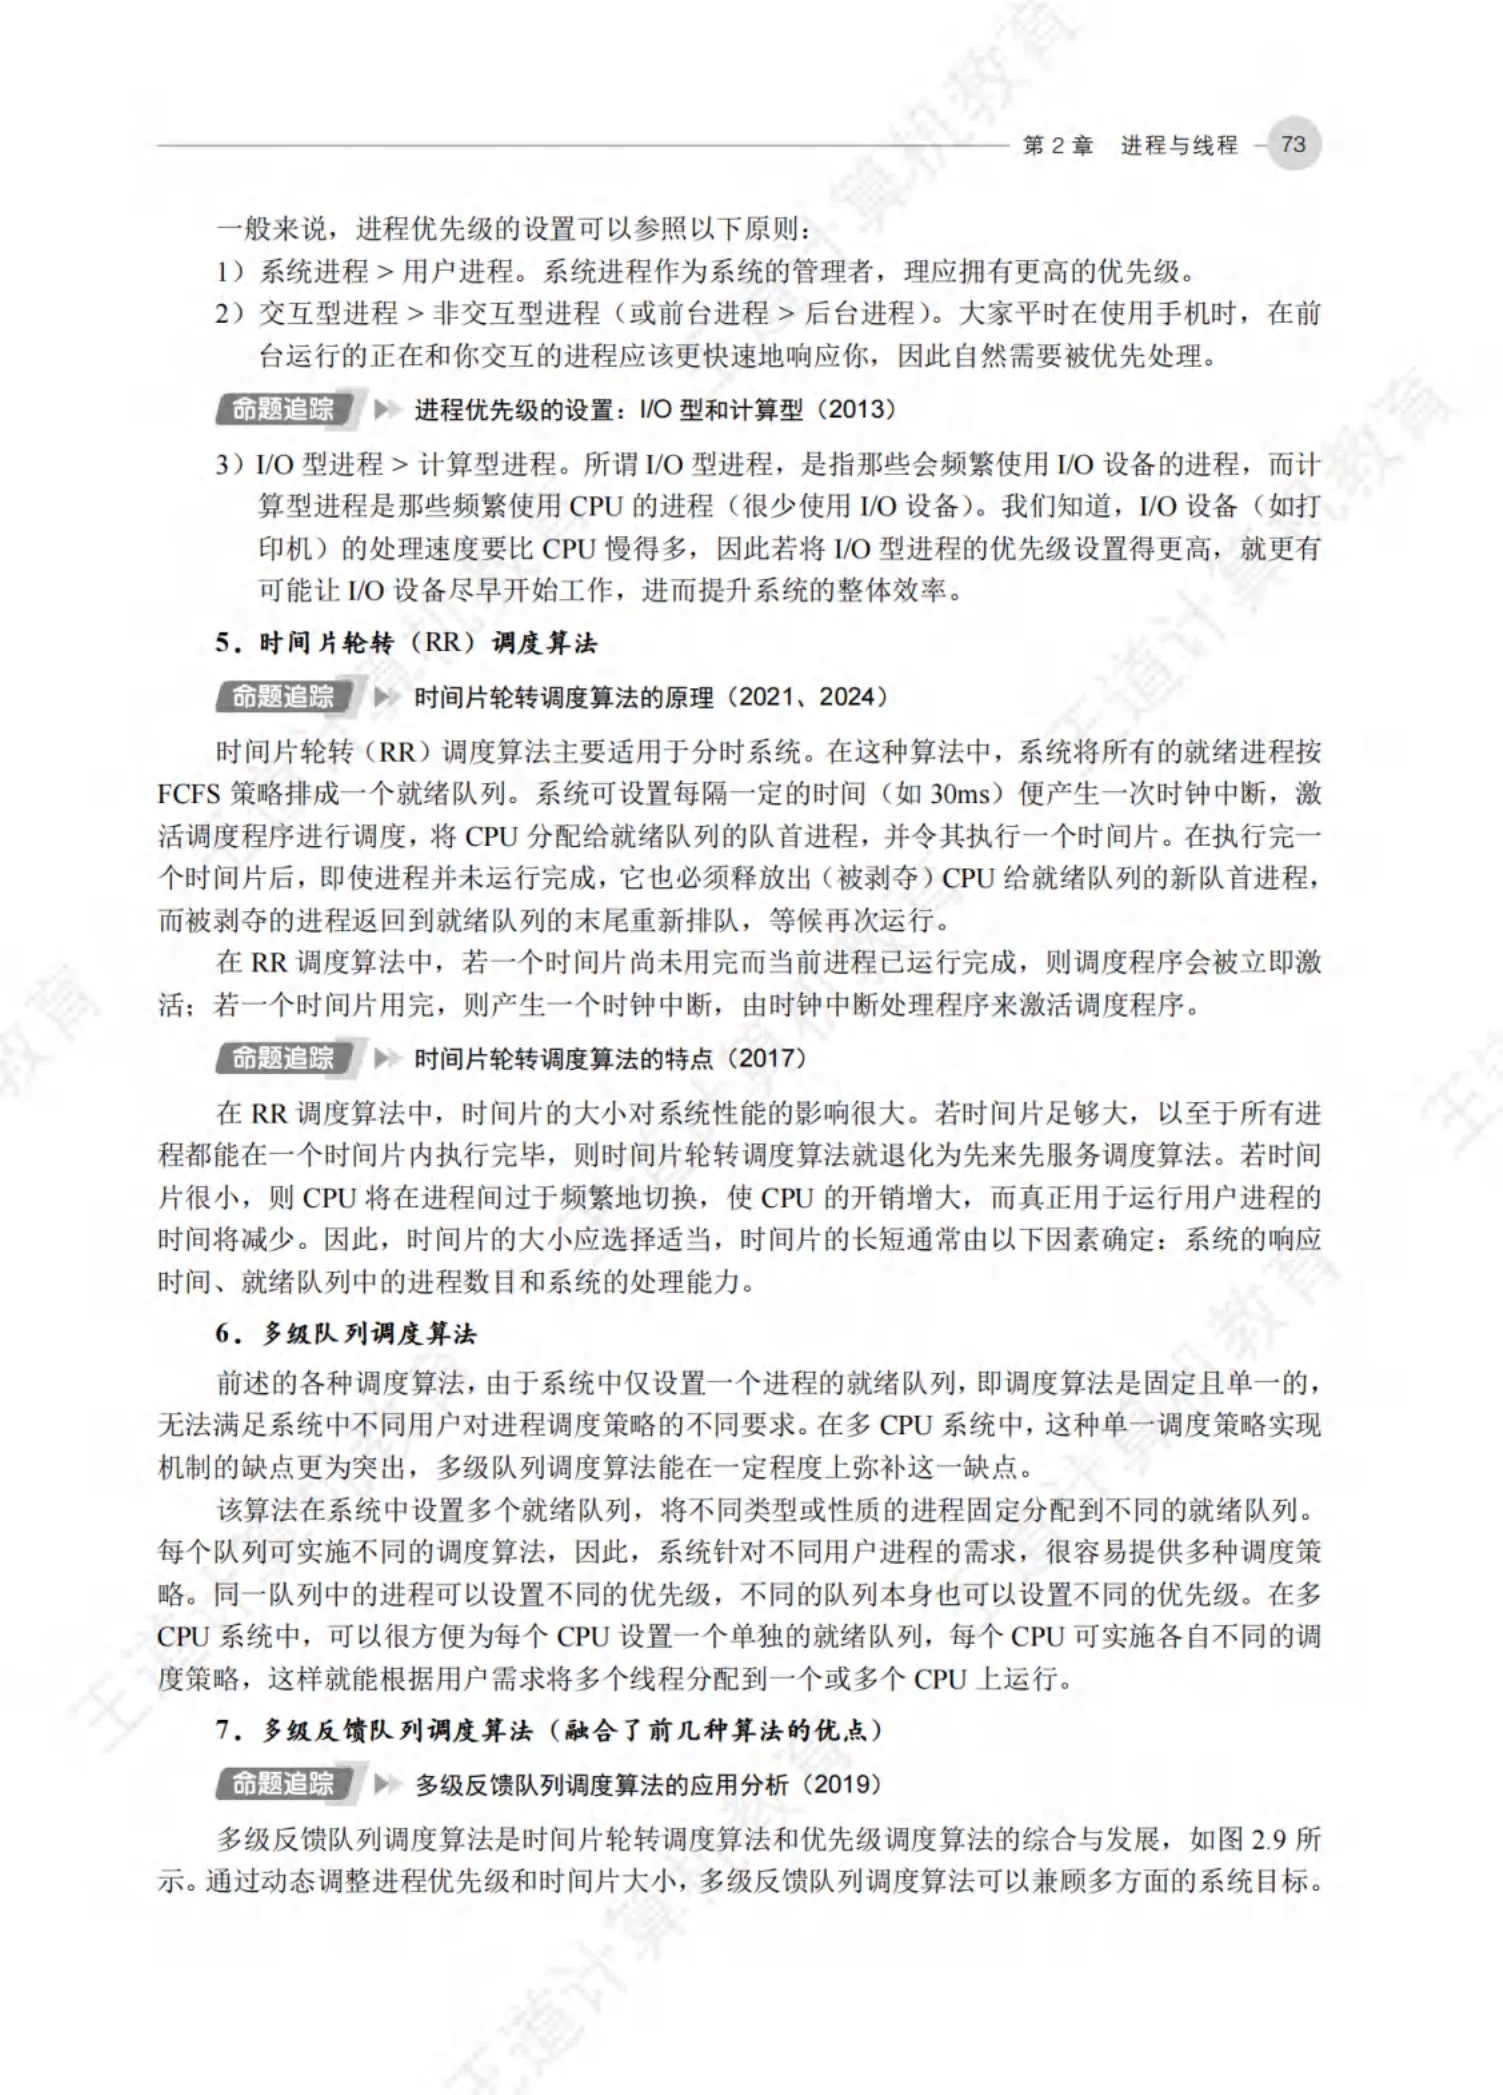 第 2 章 进程与线程 73
一般来说，进程优先级的设置可以参照以下原则：
1）系统进程 > 用户进程。系统进程作为系统的管理者，理应拥有更高的优先级。
2）交互型进程 > 非交互型进程（或前台进程 > 后台进程）。大家平时在使用手机时，在前
台运行的正在和你交互的进程应该更快速地响应你，因此自然需要被优先处理。
命题追踪 进程优先级的设置：I/O 型和计算型（2013）
3）I/O 型进程 > 计算型进程。所谓 I/O 型进程，是指那些会频繁使用 I/O 设备的进程，而计
算型进程是那些频繁使用 CPU 的进程（很少使用 I/O 设备）。我们知道，I/O 设备（如打
印机）的处理速度要比 CPU 慢得多，因此若将 I/O 型进程的优先级设置得更高，就更有
可能让 I/O 设备尽早开始工作，进而提升系统的整体效率。
5．时间片轮转（RR）调度算法
命题追踪 时间片轮转调度算法的原理（2021、2024）
时间片轮转（RR）调度算法主要适用于分时系统。在这种算法中，系统将所有的就绪进程按
FCFS 策略排成一个就绪队列。系统可设置每隔一定的时间（如 30ms）便产生一次时钟中断，激
活调度程序进行调度，将 CPU 分配给就绪队列的队首进程，并令其执行一个时间片。在执行完一
个时间片后，即使进程并未运行完成，它也必须释放出（被剥夺）CPU 给就绪队列的新队首进程，
而被剥夺的进程返回到就绪队列的末尾重新排队，等候再次运行。
在 RR 调度算法中，若一个时间片尚未用完而当前进程已运行完成，则调度程序会被立即激
活；若一个时间片用完，则产生一个时钟中断，由时钟中断处理程序来激活调度程序。
命题追踪 时间片轮转调度算法的特点（2017）
在 RR 调度算法中，时间片的大小对系统性能的影响很大。若时间片足够大，以至于所有进
程都能在一个时间片内执行完毕，则时间片轮转调度算法就退化为先来先服务调度算法。若时间
片很小，则 CPU 将在进程间过于频繁地切换，使 CPU 的开销增大，而真正用于运行用户进程的
时间将减少。因此，时间片的大小应选择适当，时间片的长短通常由以下因素确定：系统的响应
时间、就绪队列中的进程数目和系统的处理能力。
6．多级队列调度算法
前述的各种调度算法，由于系统中仅设置一个进程的就绪队列，即调度算法是固定且单一的，
无法满足系统中不同用户对进程调度策略的不同要求。在多 CPU 系统中，这种单一调度策略实现
机制的缺点更为突出，多级队列调度算法能在一定程度上弥补这一缺点。
该算法在系统中设置多个就绪队列，将不同类型或性质的进程固定分配到不同的就绪队列。
每个队列可实施不同的调度算法，因此，系统针对不同用户进程的需求，很容易提供多种调度策
略。同一队列中的进程可以设置不同的优先级，不同的队列本身也可以设置不同的优先级。在多
CPU 系统中，可以很方便为每个 CPU 设置一个单独的就绪队列，每个 CPU 可实施各自不同的调
度策略，这样就能根据用户需求将多个线程分配到一个或多个 CPU 上运行。
7．多级反馈队列调度算法（融合了前几种算法的优点）
命题追踪 多级反馈队列调度算法的应用分析（2019）
多级反馈队列调度算法是时间片轮转调度算法和优先级调度算法的综合与发展，如图 2.9 所
示。通过动态调整进程优先级和时间片大小，多级反馈队列调度算法可以兼顾多方面的系统目标。
王道计算机教育